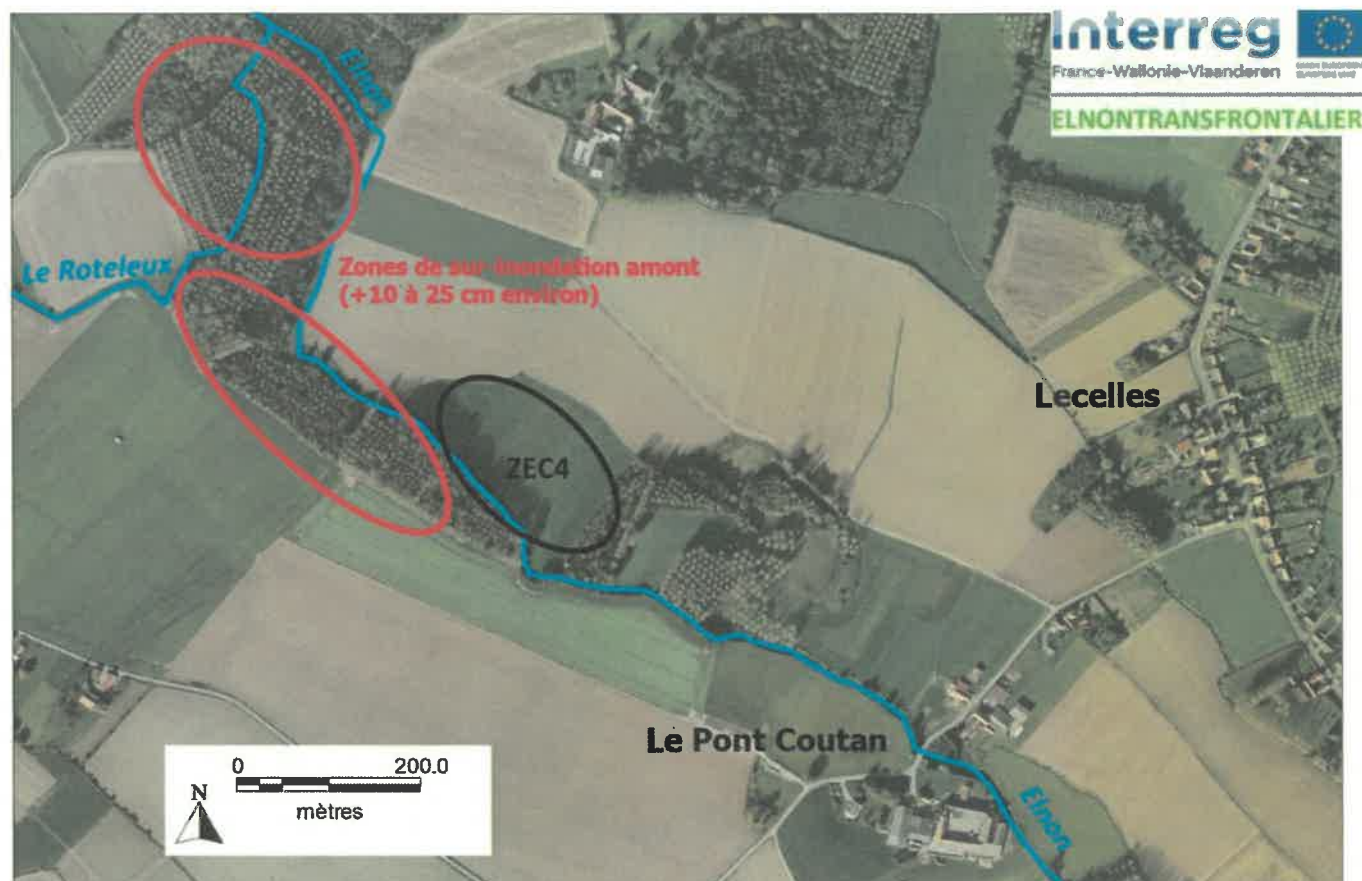 Interreg
France-Wallonie-Vlaanderen
ELNONTRANSFRONTALIER
Elnon
Le Roteleux
Zones de sur-inondation amont
(+10 à 25 cm environ)
Lecelles
ZEC4
Le Pont Coutan
0 200.0
N
mètres
Elnon